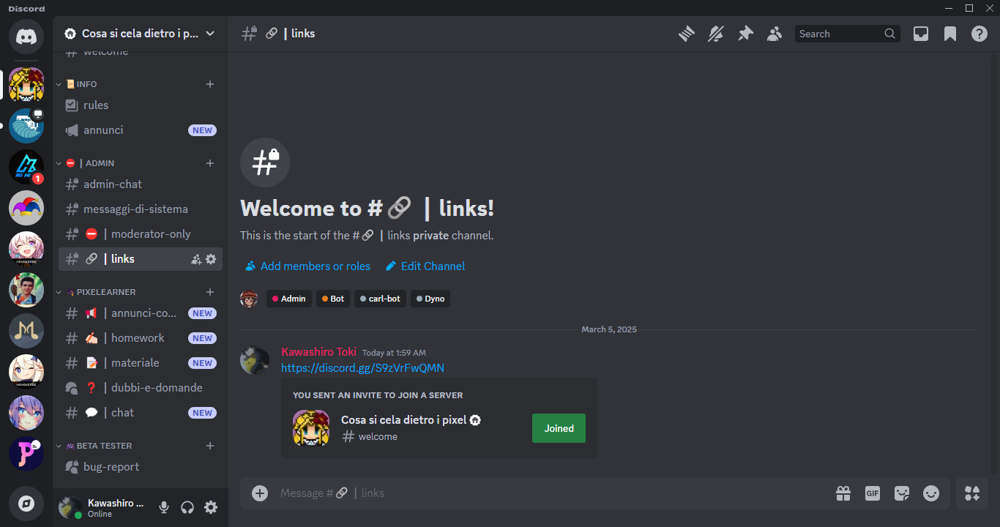 Discord
Cosa si cela dietro i p...
welcome
INFO
rules
annunci NEW
| ADMIN
admin-chat
messaggi-di-sistema
| moderator-only
| links
PIXELEARNER
| annunci-co... NEW
| homework NEW
| materiale NEW
| dubbi-e-domande
| chat NEW
BETA TESTER
bug-report
Kawashiro ...
Online
1
HOYOVERSE
HOYOVERSE
# | links
Search
Welcome to #🔗 | links!
This is the start of the #🔗 | links private channel.
Add members or roles Edit Channel
Admin Bot carl-bot Dyno
March 5, 2025
Kawashiro Toki Today at 1:59 AM
https://discord.gg/S9zVrFwQMN
YOU SENT AN INVITE TO JOIN A SERVER
Cosa si cela dietro i pixel
# welcome
Joined
Message #🔗 | links
GIF